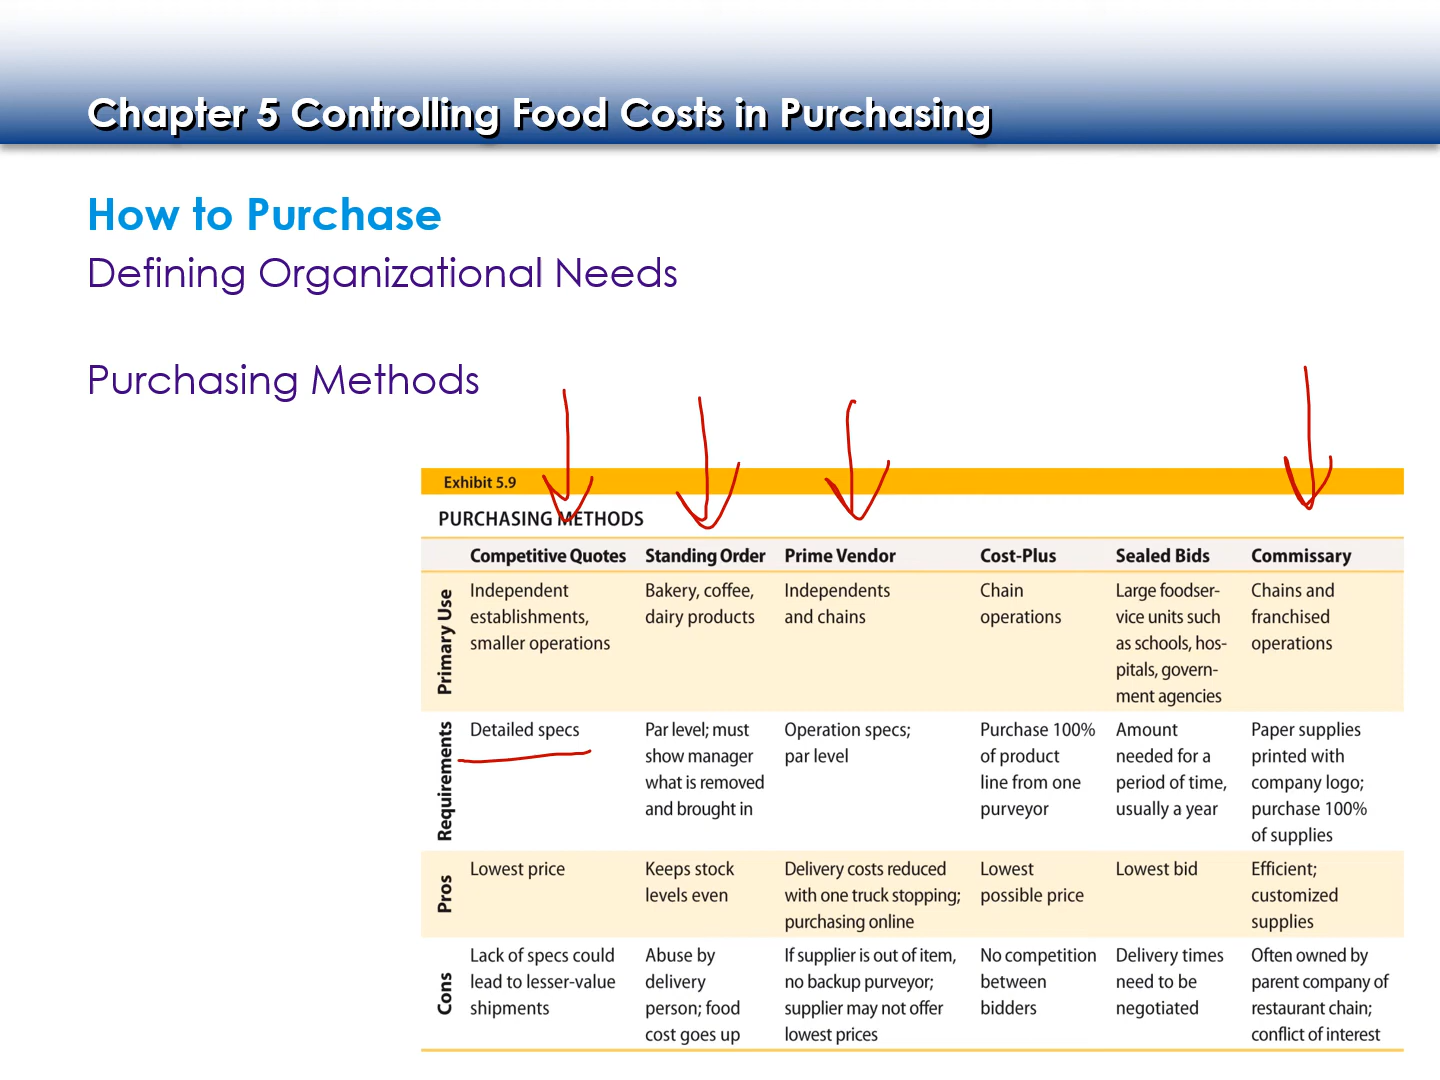 Chapter 5 Controlling Food Costs in Purchasing
How to Purchase
Defining Organizational Needs
Purchasing Methods
Exhibit 5.9
PURCHASING METHODS
Competitive Quotes Standing Order Prime Vendor Cost-Plus Sealed Bids Commissary
Primary Use
Independent
establishments,
smaller operations
Bakery, coffee,
dairy products
Independents
and chains
Chain
operations
Large foodser-
vice units such
as schools, hos-
pitals, govern-
ment agencies
Chains and
franchised
operations
Requirements
Detailed specs
Par level; must
show manager
what is removed
and brought in
Operation specs;
par level
Purchase 100%
of product
line from one
purveyor
Amount
needed for a
period of time,
usually a year
Paper supplies
printed with
company logo;
purchase 100%
of supplies
Pros
Lowest price
Keeps stock
levels even
Delivery costs reduced
with one truck stopping;
purchasing online
Lowest
possible price
Lowest bid
Efficient;
customized
supplies
Cons
Lack of specs could
lead to lesser-value
shipments
Abuse by
delivery
person; food
cost goes up
If supplier is out of item,
no backup purveyor;
supplier may not offer
lowest prices
No competition
between
bidders
Delivery times
need to be
negotiated
Often owned by
parent company of
restaurant chain;
conflict of interest